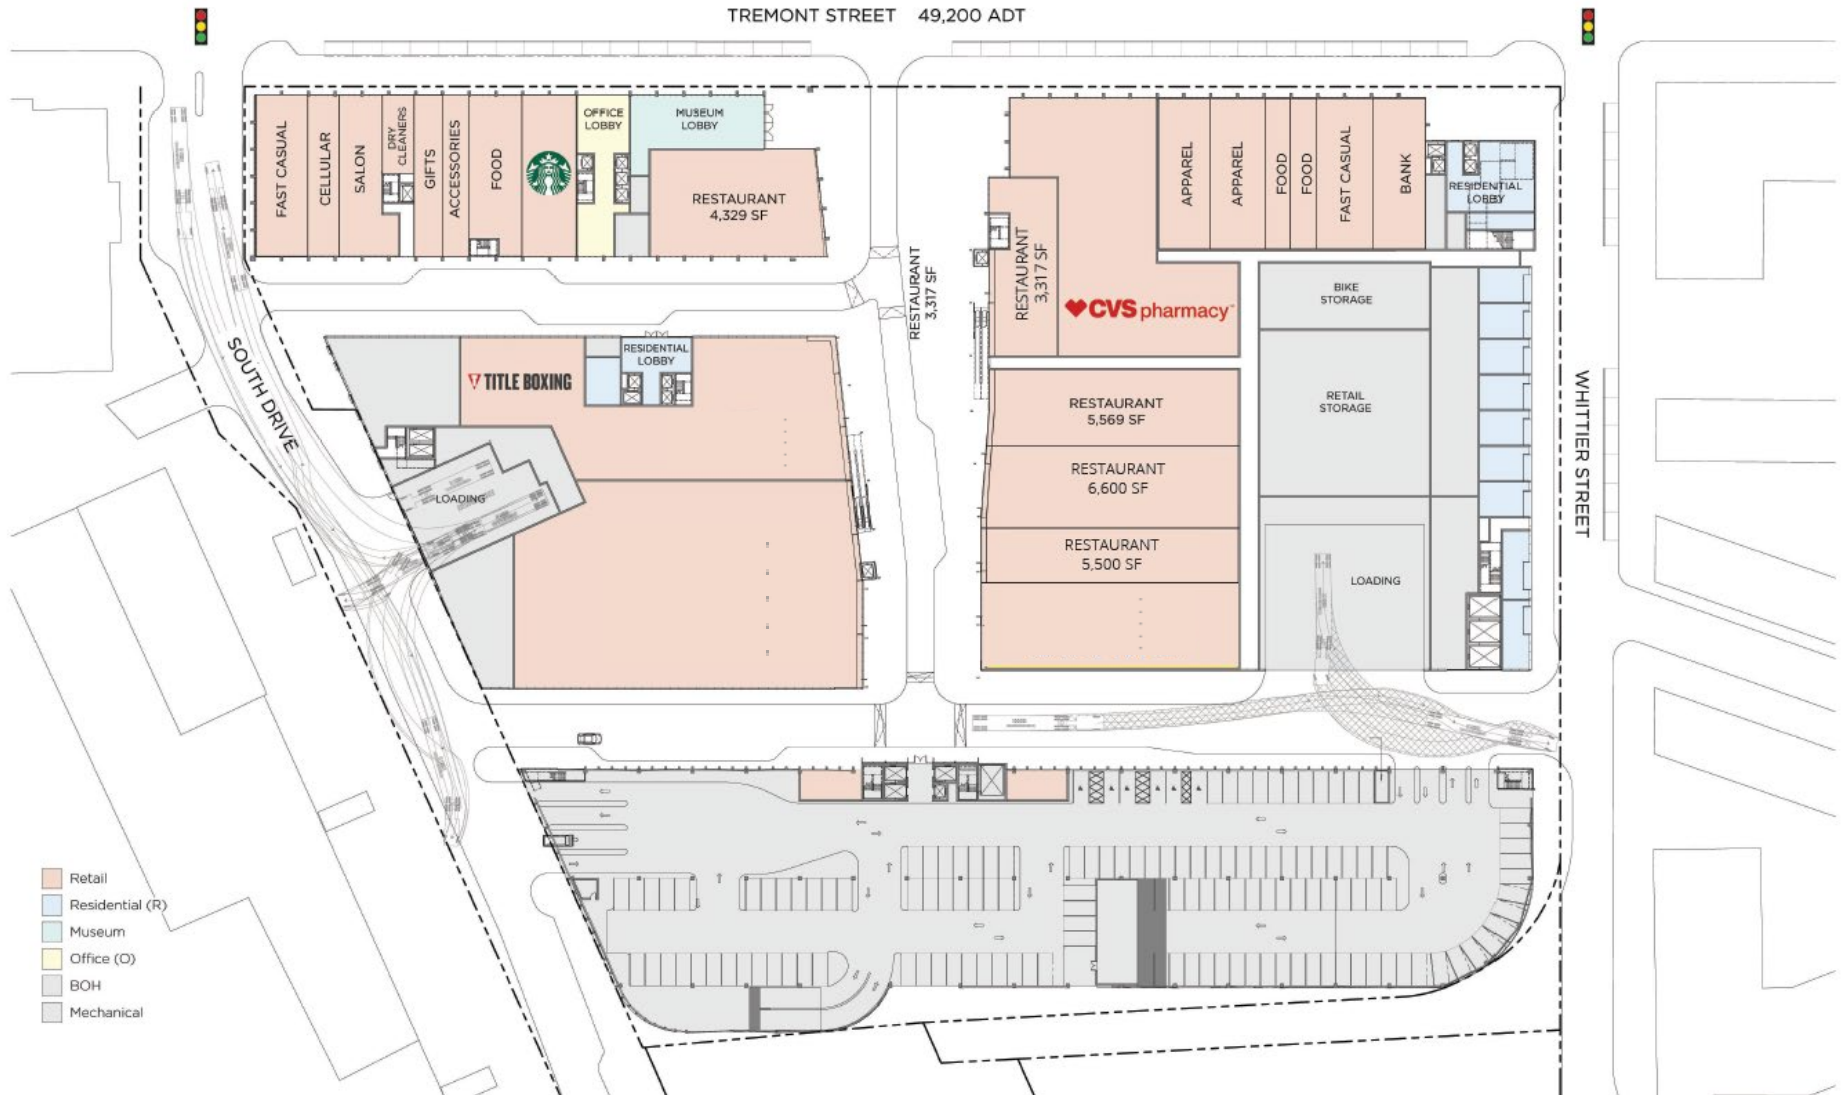 TREMONT STREET 49,200 ADT
FAST CASUAL
CELLULAR
SALON
DRY
CLEANERS
GIFTS
ACCESSORIES
FOOD
OFFICE
LOBBY
MUSEUM
LOBBY
RESTAURANT
4,329 SF
RESTAURANT
3,317 SF
RESTAURANT
3,317 SF
CVS pharmacy
APPAREL
APPAREL
FOOD
FOOD
FAST CASUAL
BANK
RESIDENTIAL
LOBBY
BIKE
STORAGE
RETAIL
STORAGE
SOUTH DRIVE
TITLE BOXING
RESIDENTIAL
LOBBY
LOADING
RESTAURANT
5,569 SF
RESTAURANT
6,600 SF
RESTAURANT
5,500 SF
LOADING
WHITTIER STREET
Retail
Residential (R)
Museum
Office (O)
BOH
Mechanical